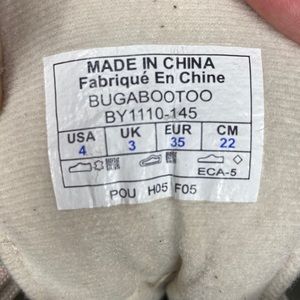 MADE IN CHINA
Fabriqué En Chine
BUGABOOTOO
BY1110-145
USA UK EUR CM
4 3 35 22
ECA-5
POU H05 F05